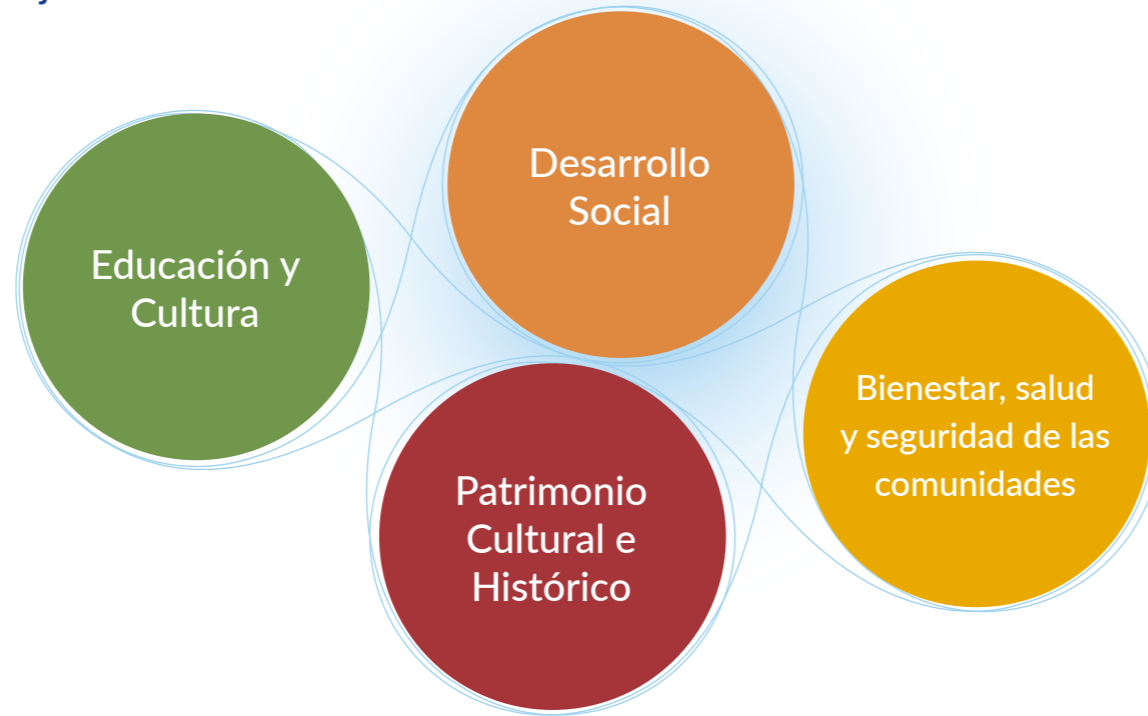 Educación y
Cultura
Desarrollo
Social
Patrimonio
Cultural e
Histórico
Bienestar, salud
y seguridad de las
comunidades